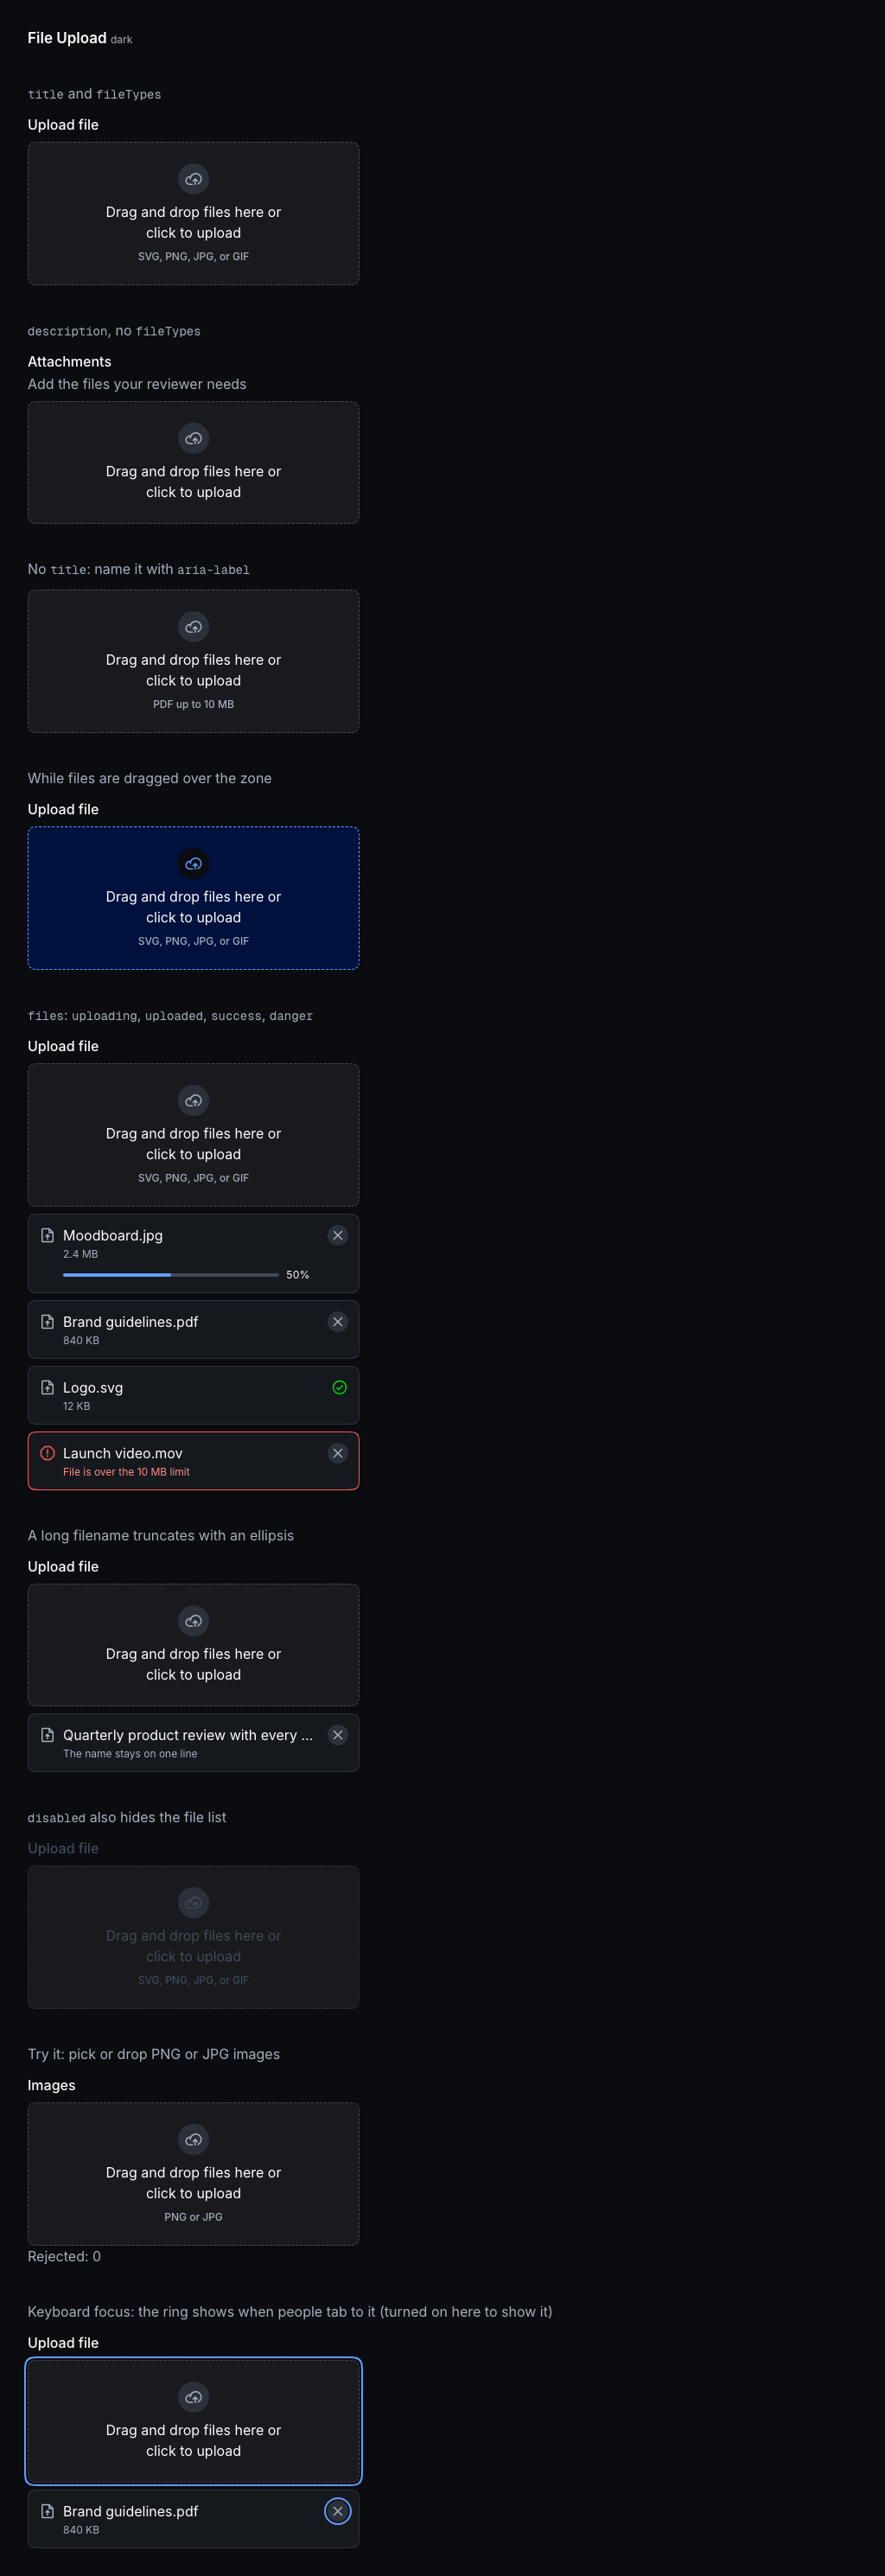 File Upload dark
title and fileTypes
Upload file
Drag and drop files here or
click to upload
SVG, PNG, JPG, or GIF
description, no fileTypes
Attachments
Add the files your reviewer needs
Drag and drop files here or
click to upload
No title: name it with aria-label
Drag and drop files here or
click to upload
PDF up to 10 MB
While files are dragged over the zone
Upload file
Drag and drop files here or
click to upload
SVG, PNG, JPG, or GIF
files: uploading, uploaded, success, danger
Upload file
Drag and drop files here or
click to upload
SVG, PNG, JPG, or GIF
Moodboard.jpg
2.4 MB
50%
Brand guidelines.pdf
840 KB
Logo.svg
12 KB
Launch video.mov
File is over the 10 MB limit
A long filename truncates with an ellipsis
Upload file
Drag and drop files here or
click to upload
Quarterly product review with every ...
The name stays on one line
disabled also hides the file list
Upload file
Drag and drop files here or
click to upload
SVG, PNG, JPG, or GIF
Try it: pick or drop PNG or JPG images
Images
Drag and drop files here or
click to upload
PNG or JPG
Rejected: 0
Keyboard focus: the ring shows when people tab to it (turned on here to show it)
Upload file
Drag and drop files here or
click to upload
Brand guidelines.pdf
840 KB